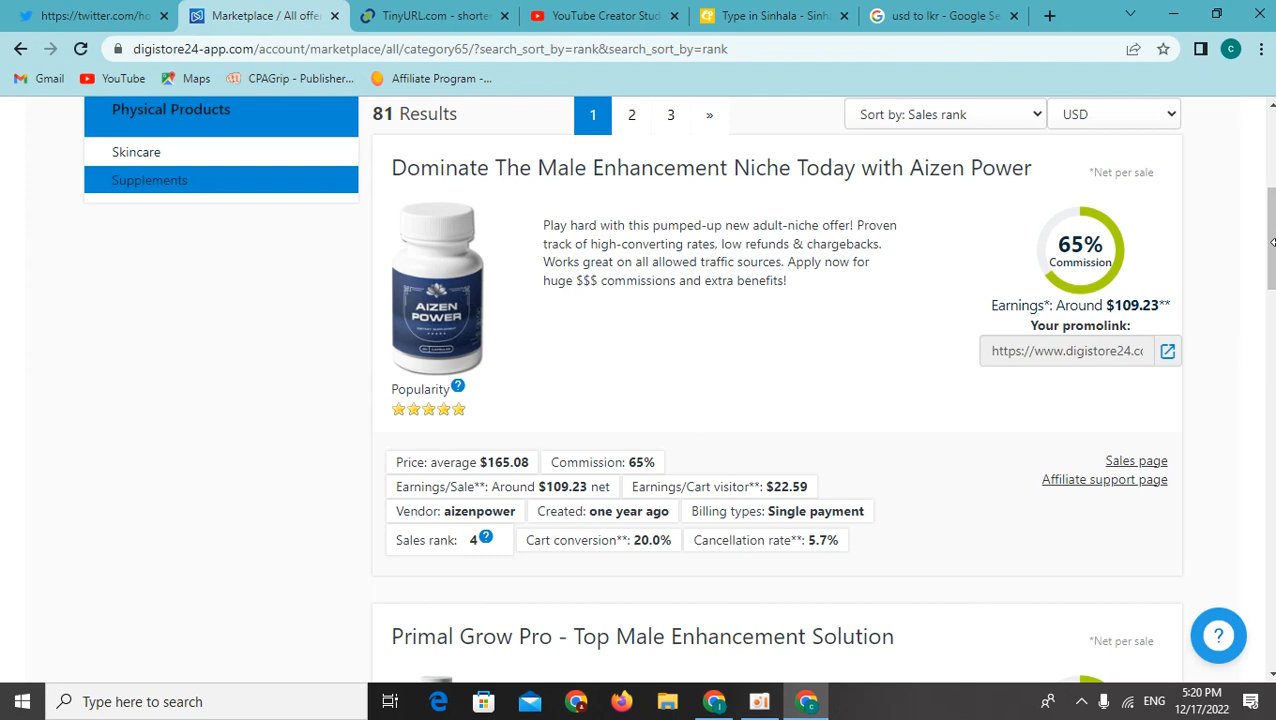 https://twitter.com/ho
Marketplace / All offe
TinyURL.com - shorte
YouTube Creator Stud
Type in Sinhala - Sinha
usd to lkr - Google Se
digistore24-app.com/account/marketplace/all/category65/?search_sort_by=rank&search_sort_by=rank
c
Gmail
YouTube
Maps
CPAGrip - Publisher...
Affiliate Program -...
Physical Products
Skincare
Supplements
81 Results
1
2
3
»
Sort by: Sales rank
USD
Dominate The Male Enhancement Niche Today with Aizen Power
*Net per sale
AIZEN
POWER
Play hard with this pumped-up new adult-niche offer! Proven
track of high-converting rates, low refunds & chargebacks.
Works great on all allowed traffic sources. Apply now for
huge $$$ commissions and extra benefits!
65%
Commission
Earnings*: Around $109.23**
Your promolink:
https://www.digistore24.cc
Popularity ?
Price: average $165.08
Commission: 65%
Earnings/Sale**: Around $109.23 net
Earnings/Cart visitor**: $22.59
Vendor: aizenpower
Created: one year ago
Billing types: Single payment
Sales rank: 4 ?
Cart conversion**: 20.0%
Cancellation rate**: 5.7%
Sales page
Affiliate support page
Primal Grow Pro - Top Male Enhancement Solution
*Net per sale
?
Type here to search
ENG
5:20 PM
12/17/2022